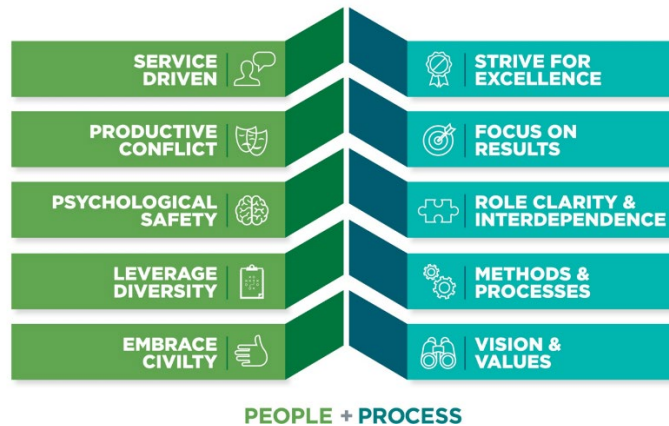 SERVICE
DRIVEN
PRODUCTIVE
CONFLICT
PSYCHOLOGICAL
SAFETY
LEVERAGE
DIVERSITY
EMBRACE
CIVILTY
STRIVE FOR
EXCELLENCE
FOCUS ON
RESULTS
ROLE CLARITY &
INTERDEPENDENCE
METHODS &
PROCESSES
VISION &
VALUES
PEOPLE + PROCESS